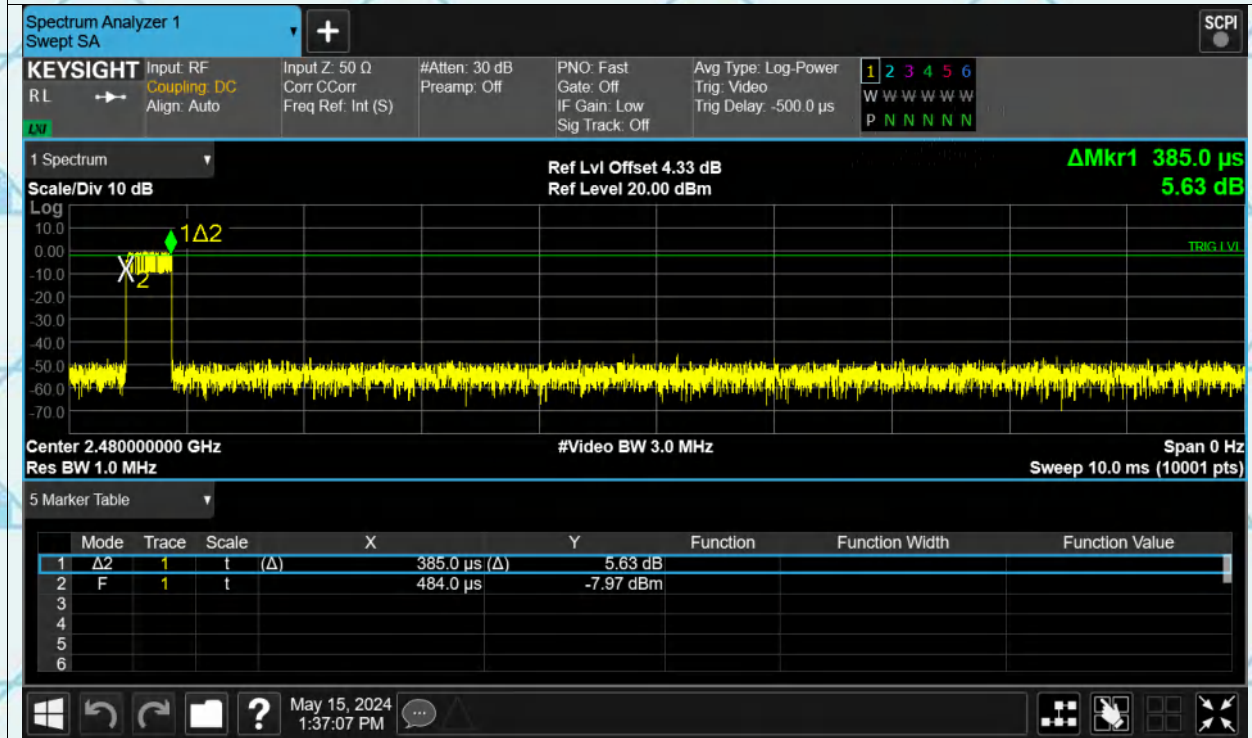 Spectrum Analyzer 1
Swept SA
+
SCPI
KEYSIGHT Input: RF
RL Coupling: DC
Align: Auto
LXI
Input Z: 50 Ω
Corr CCorr
Freq Ref: Int (S)
#Atten: 30 dB
Preamp: Off
PNO: Fast
Gate: Off
IF Gain: Low
Sig Track: Off
Avg Type: Log-Power
Trig: Video
Trig Delay: -500.0 µs
1 2 3 4 5 6
W W W W W W
P N N N N N
1 Spectrum
Scale/Div 10 dB
Ref Lvl Offset 4.33 dB
Ref Level 20.00 dBm
ΔMkr1 385.0 µs
5.63 dB
Log
10.0
0.00
-10.0
-20.0
-30.0
-40.0
-50.0
-60.0
-70.0
1Δ2
2
TRIG LVL
Center 2.480000000 GHz #Video BW 3.0 MHz Span 0 Hz
Res BW 1.0 MHz Sweep 10.0 ms (10001 pts)
5 Marker Table
Mode Trace Scale X Y Function Function Width Function Value
1 Δ2 1 t (Δ) 385.0 µs (Δ) 5.63 dB
2 F 1 t 484.0 µs -7.97 dBm
3
4
5
6
? May 15, 2024
1:37:07 PM